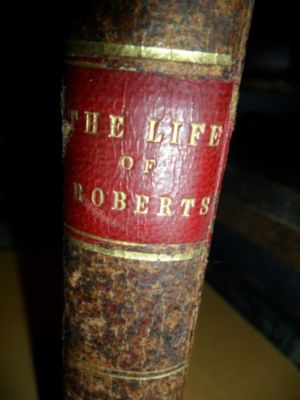 THE LIFE
OF
ROBERTS